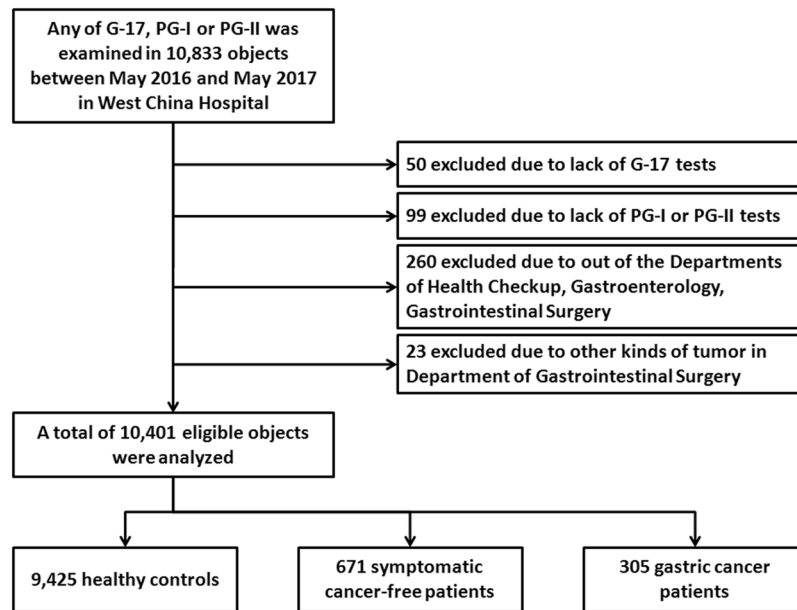 Any of G-17, PG-I or PG-II was
examined in 10,833 objects
between May 2016 and May 2017
in West China Hospital
50 excluded due to lack of G-17 tests
99 excluded due to lack of PG-I or PG-II tests
260 excluded due to out of the Departments
of Health Checkup, Gastroenterology,
Gastrointestinal Surgery
23 excluded due to other kinds of tumor in
Department of Gastrointestinal Surgery
A total of 10,401 eligible objects
were analyzed
9,425 healthy controls
671 symptomatic
cancer-free patients
305 gastric cancer
patients